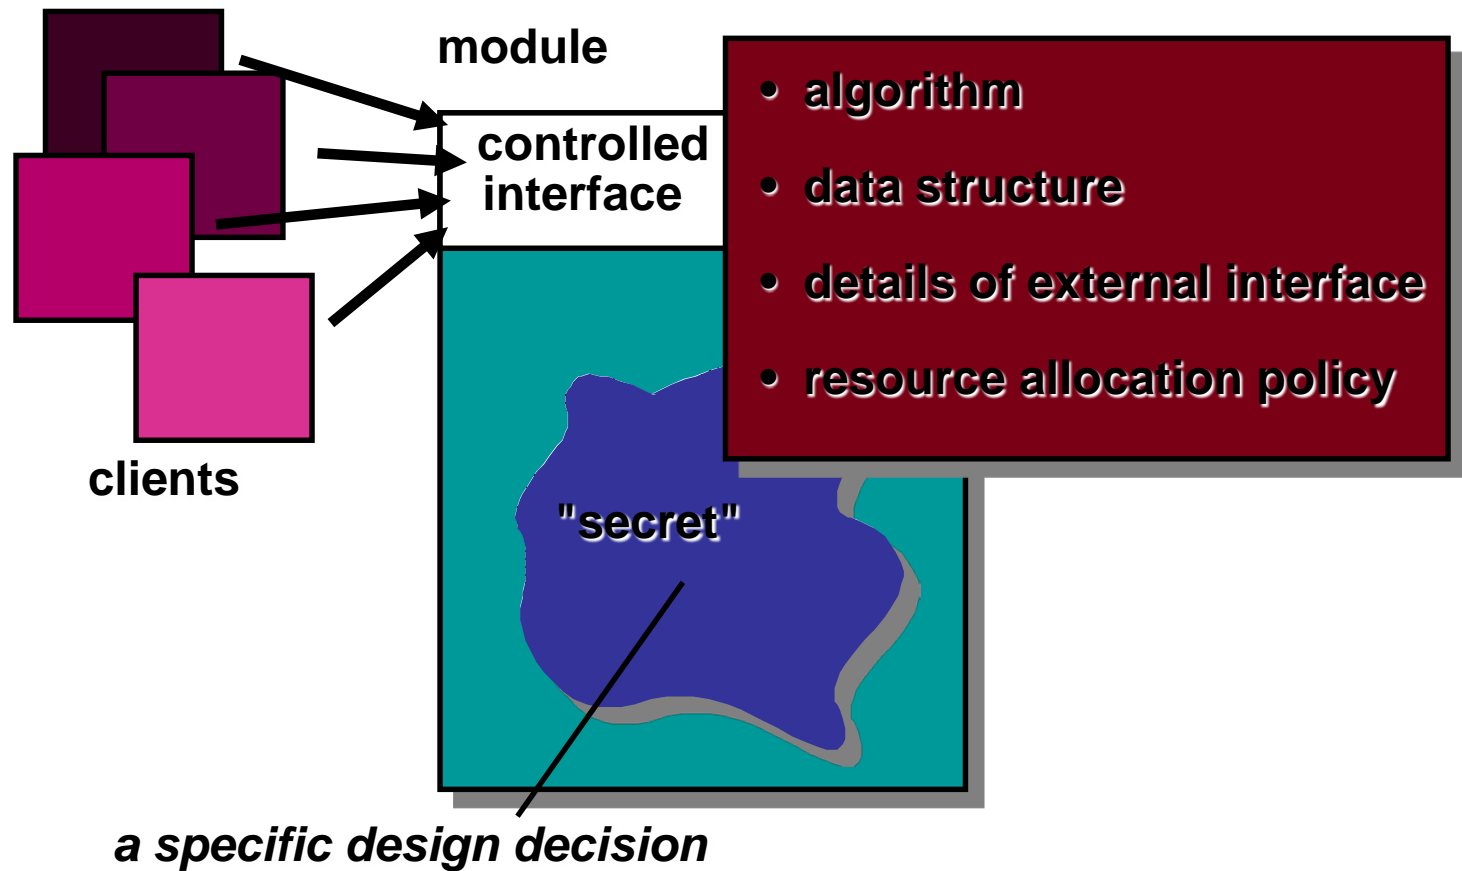 module
controlled
interface
• algorithm
• data structure
• details of external interface
• resource allocation policy
clients
"secret"
a specific design decision